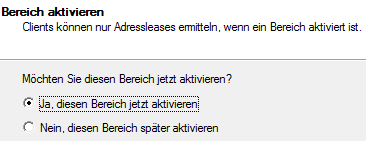 Bereich aktivieren
Clients können nur Adressleases ermitteln, wenn ein Bereich aktiviert ist.
Möchten Sie diesen Bereich jetzt aktivieren?
Ja, diesen Bereich jetzt aktivieren
Nein, diesen Bereich später aktivieren